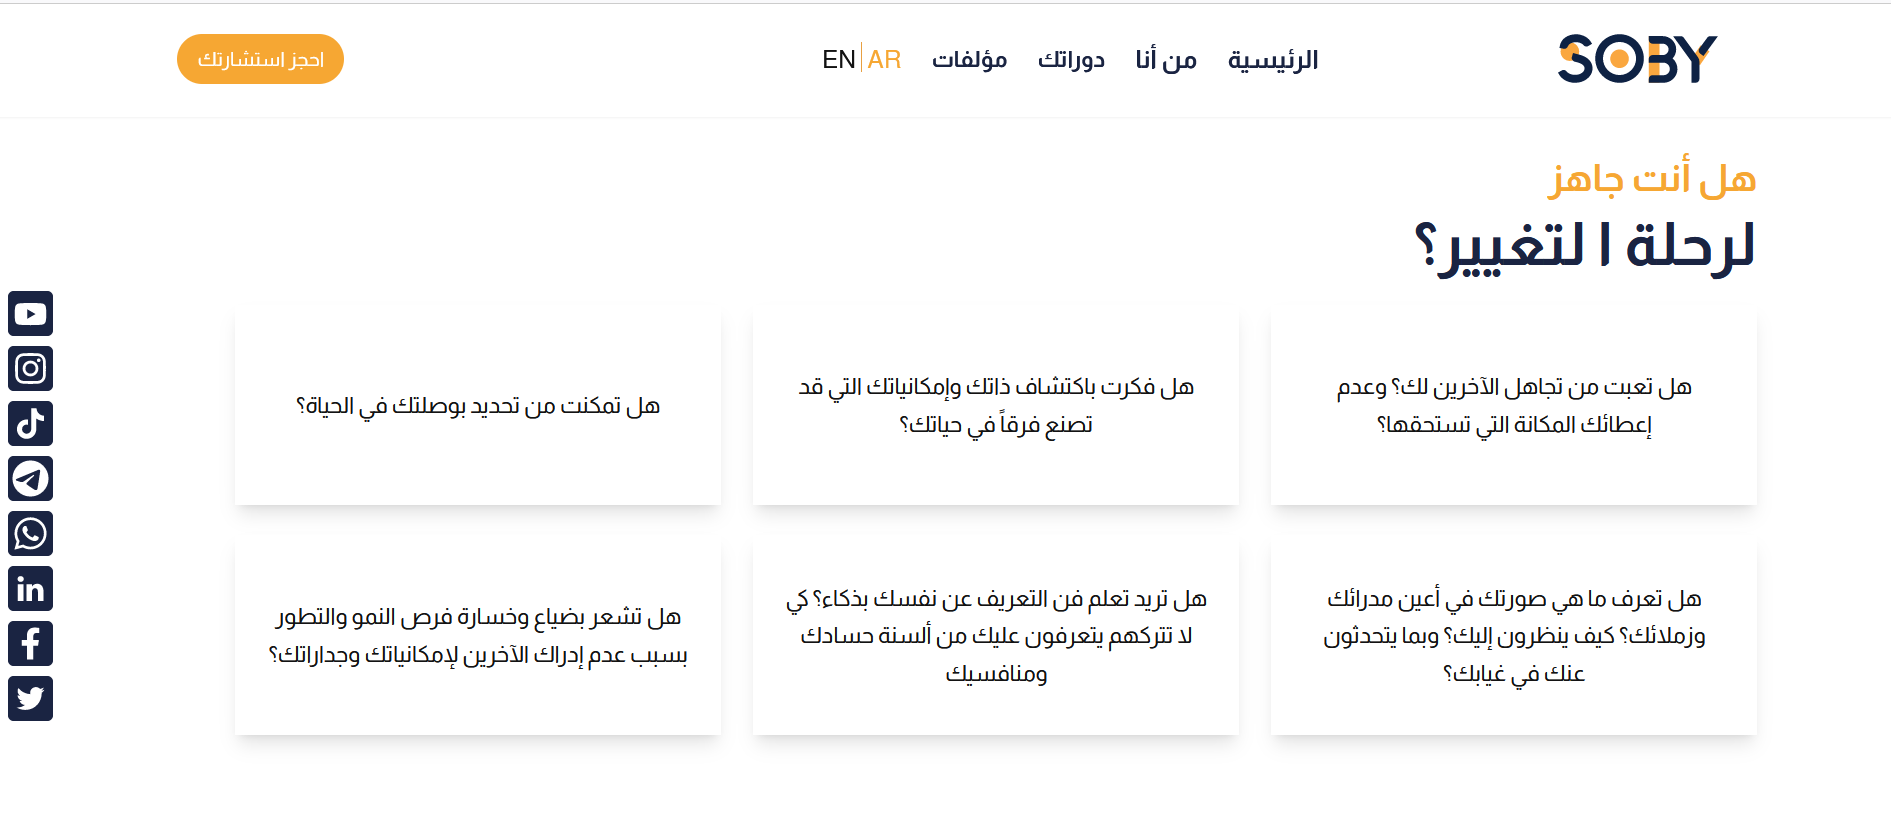 SOBY
الرئيسية
من أنا
دوراتك
مؤلفات
AR
EN
احجز استشارتك
هل أنت جاهز
لرحلة ا لتغيير؟
هل تعبت من تجاهل الآخرين لك؟ وعدم
إعطائك المكانة التي تستحقها؟
هل فكرت باكتشاف ذاتك وإمكانياتك التي قد
تصنع فرقاً في حياتك؟
هل تمكنت من تحديد بوصلتك في الحياة؟
هل تعرف ما هي صورتك في أعين مدرائك
وزملائك؟ كيف ينظرون إليك؟ وبما يتحدثون
عنك في غيابك؟
هل تريد تعلم فن التعريف عن نفسك بذكاء؟ كي
لا تتركهم يتعرفون عليك من ألسنة حسادك
ومنافسيك
هل تشعر بضياع وخسارة فرص النمو والتطور
بسبب عدم إدراك الآخرين لإمكانياتك وجداراتك؟